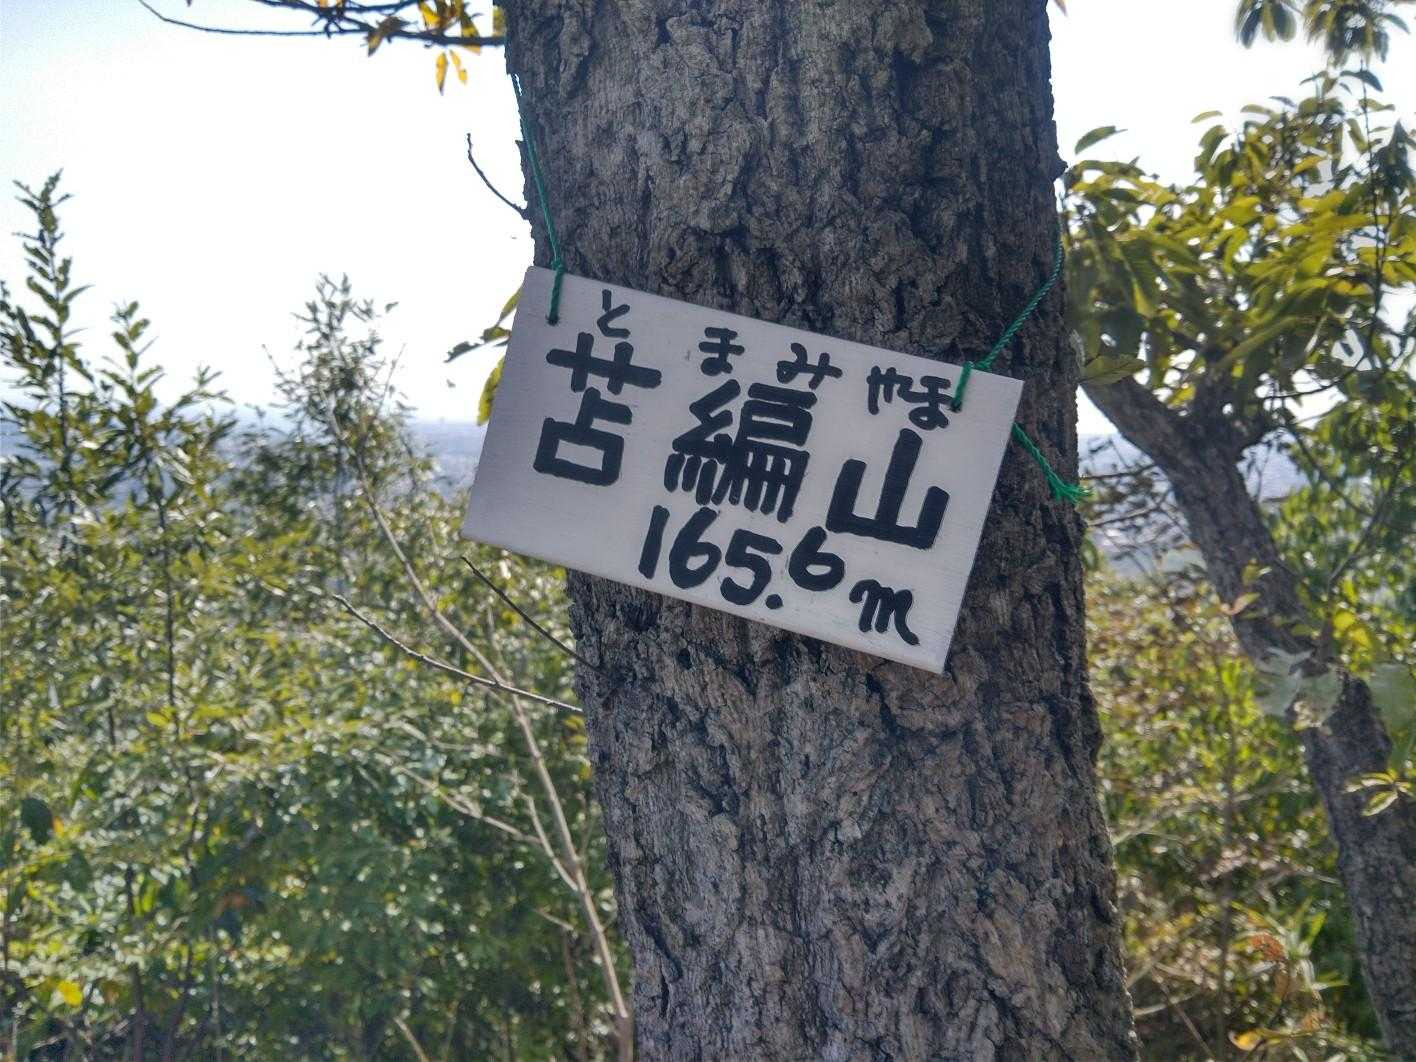 と まみ やま
苫編山
165.6m